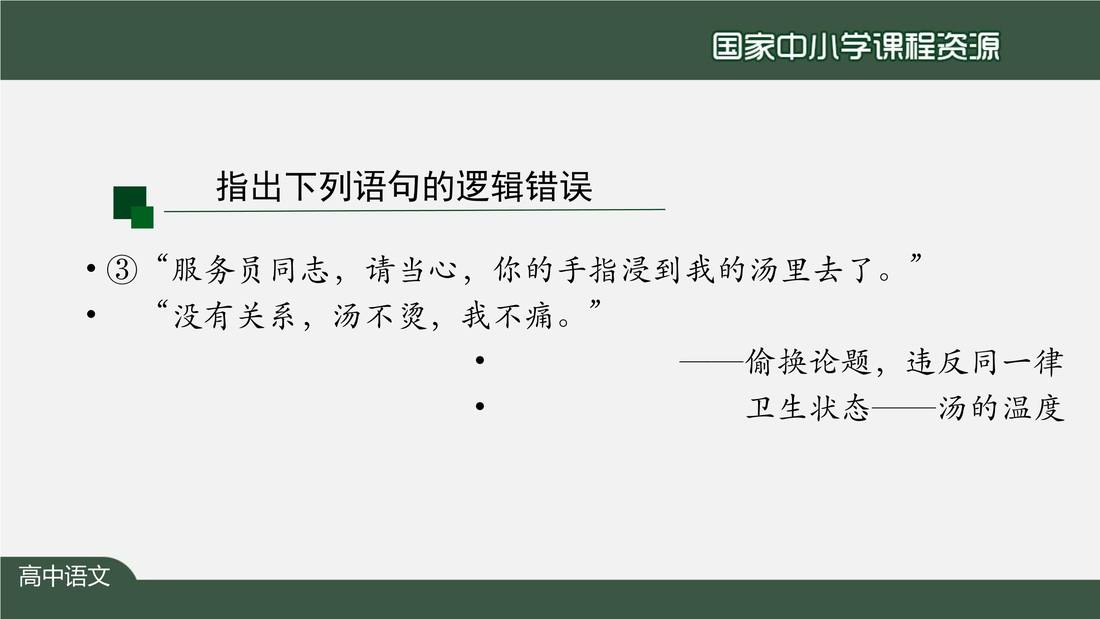 国家中小学课程资源
指出下列语句的逻辑错误
• ③“服务员同志，请当心，你的手指浸到我的汤里去了。”
• “没有关系，汤不烫，我不痛。”
• ——偷换论题，违反同一律
• 卫生状态——汤的温度
高中语文